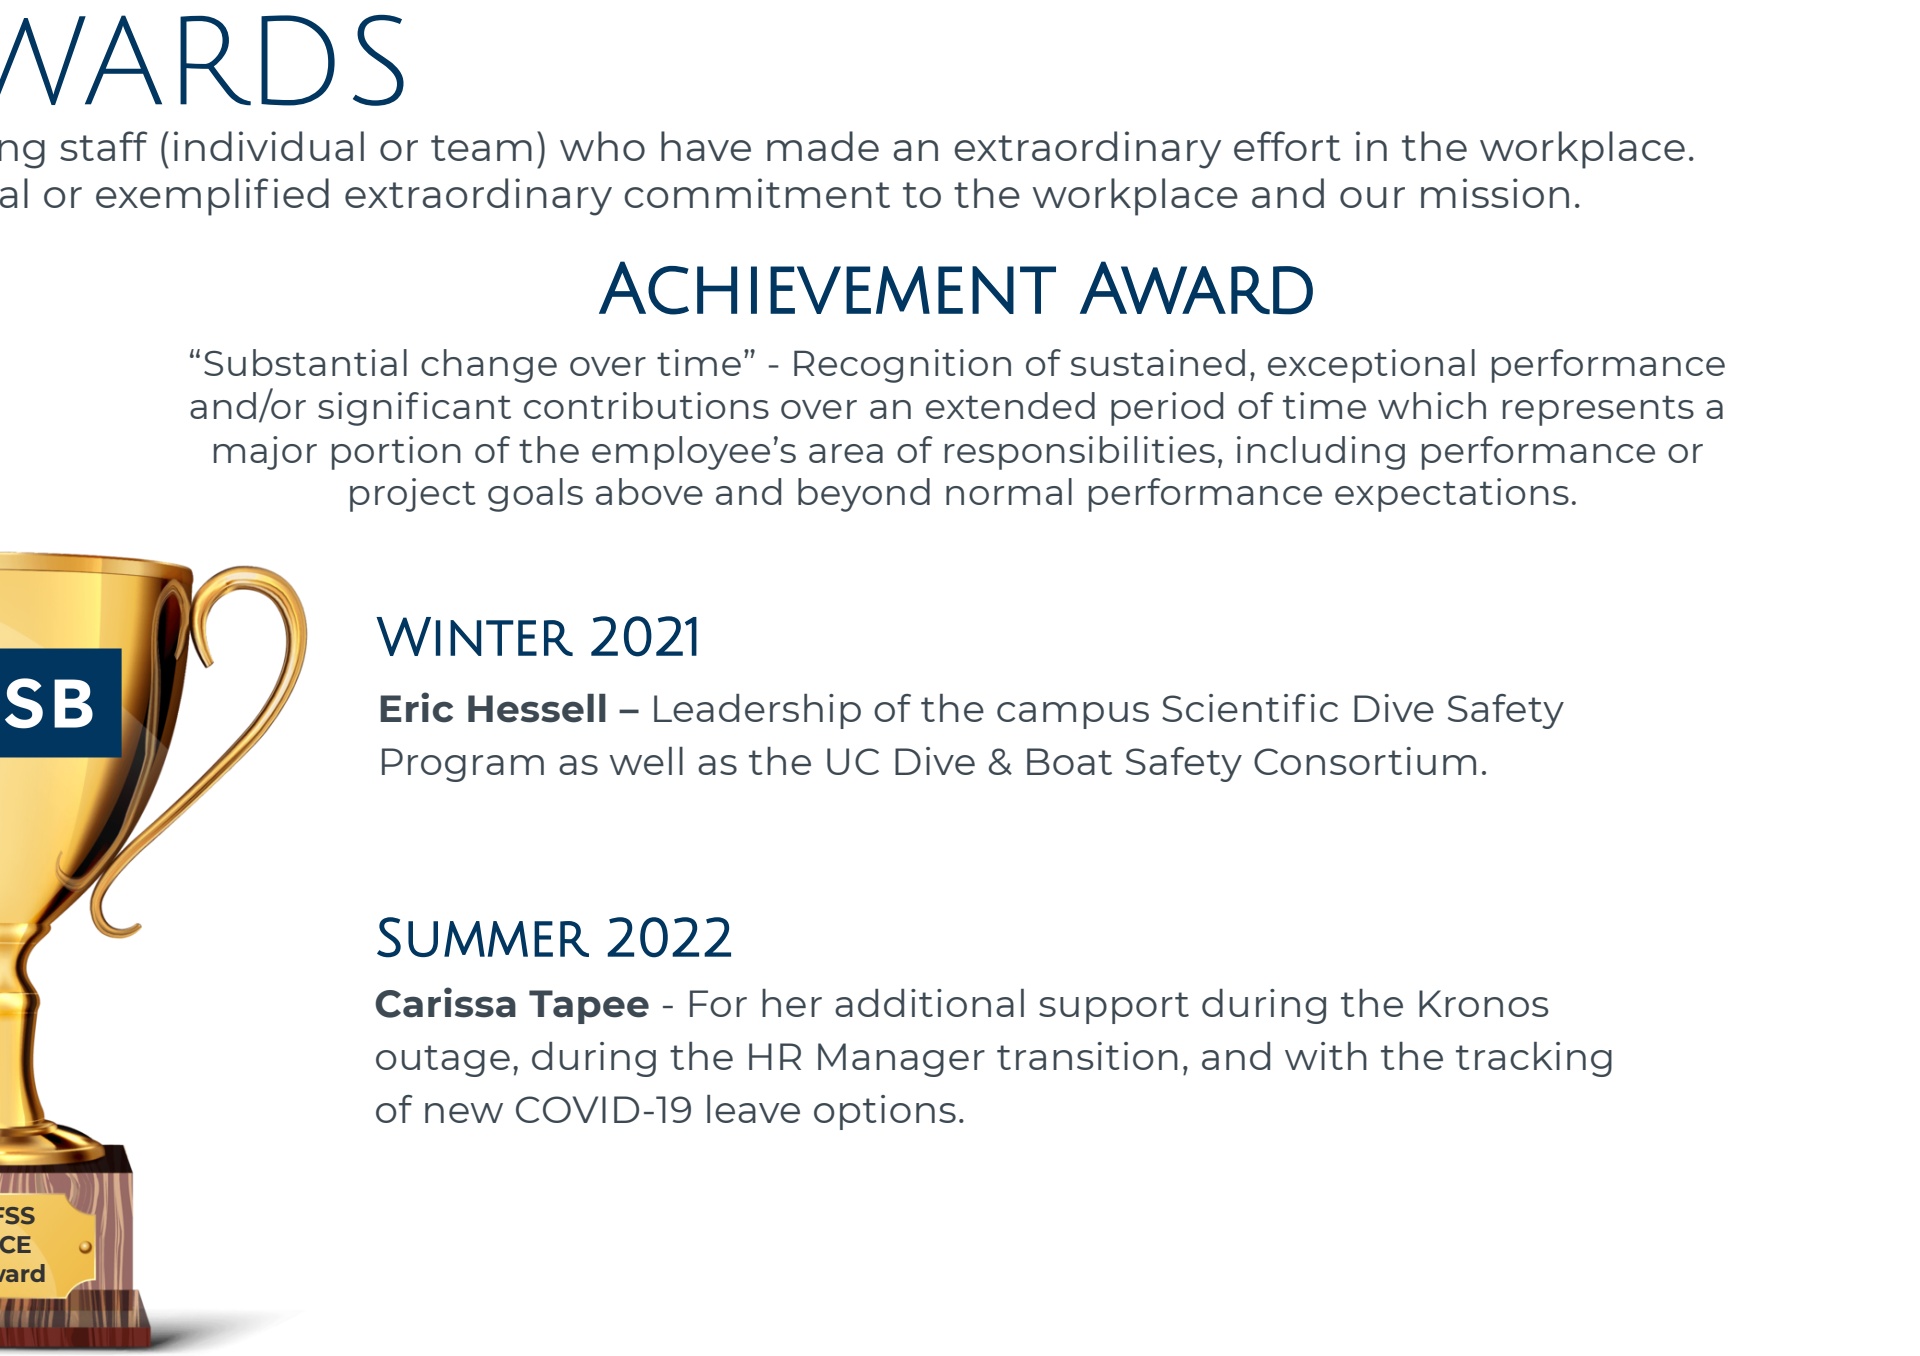 WARDS
ng staff (individual or team) who have made an extraordinary effort in the workplace.
al or exemplified extraordinary commitment to the workplace and our mission.
Achievement Award
“Substantial change over time” - Recognition of sustained, exceptional performance
and/or significant contributions over an extended period of time which represents a
major portion of the employee’s area of responsibilities, including performance or
project goals above and beyond normal performance expectations.
SB
Winter 2021
Eric Hessell – Leadership of the campus Scientific Dive Safety
Program as well as the UC Dive & Boat Safety Consortium.
Summer 2022
Carissa Tapee - For her additional support during the Kronos
outage, during the HR Manager transition, and with the tracking
of new COVID-19 leave options.
FSS
CE
ward